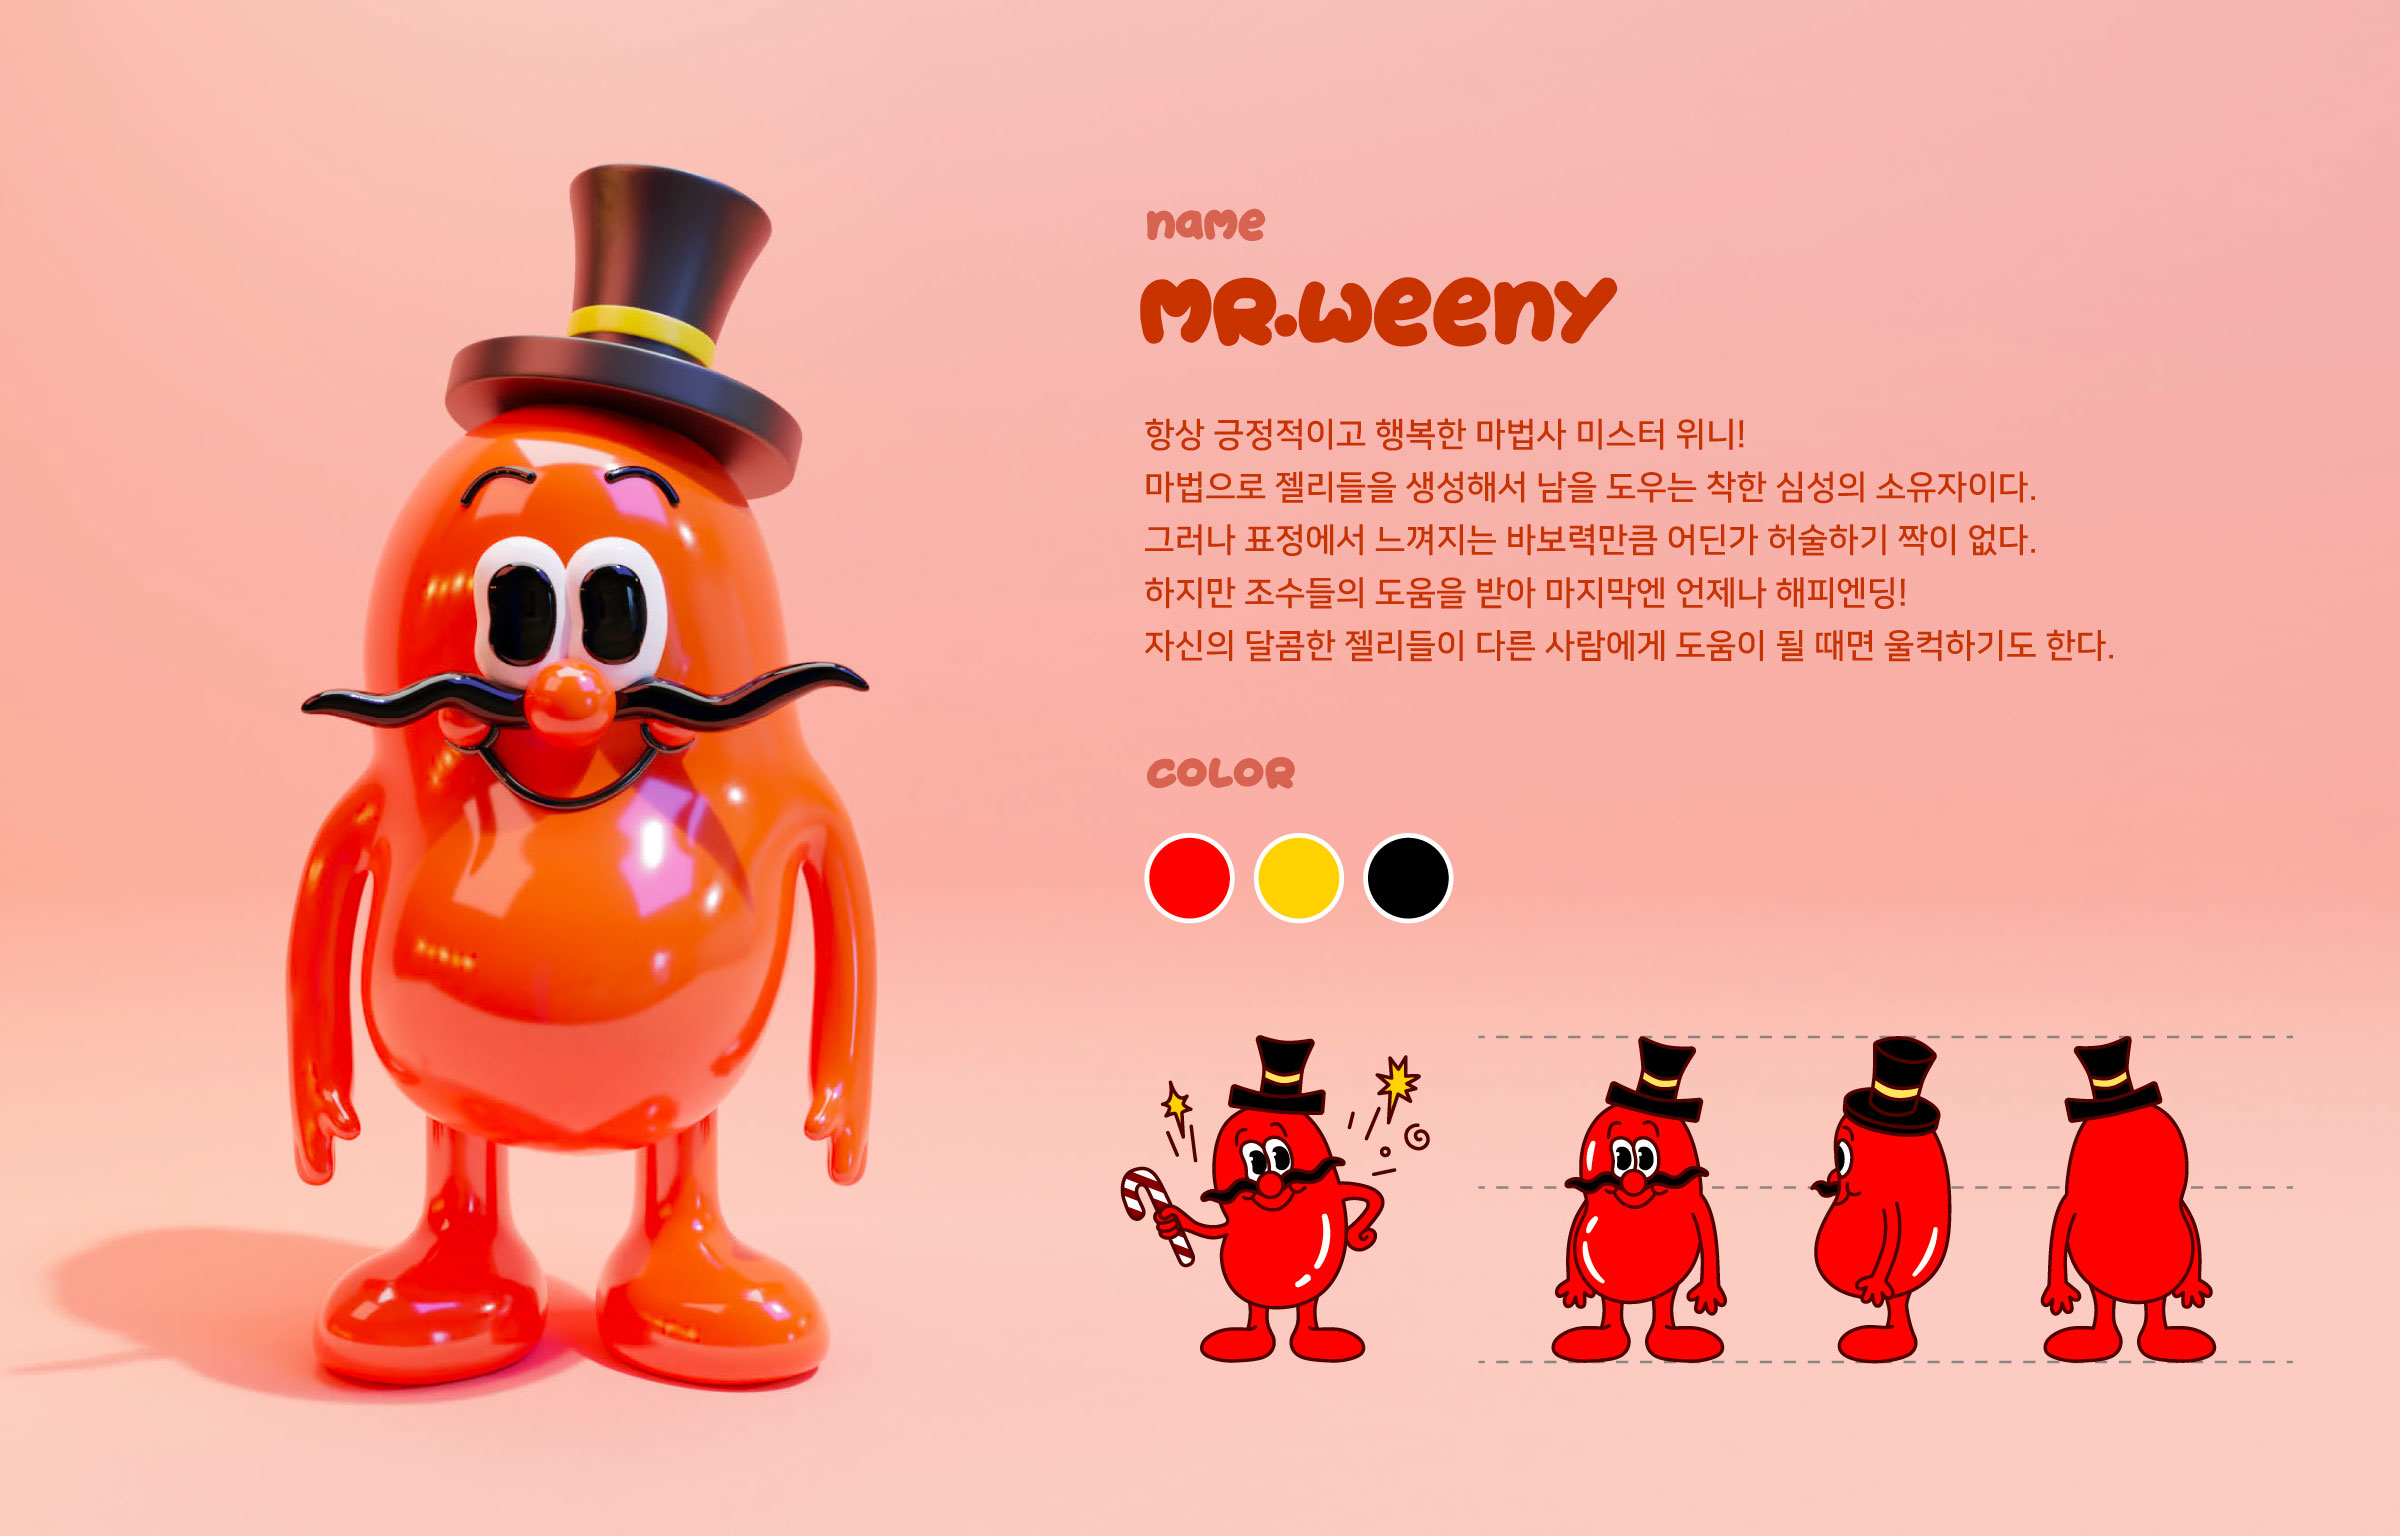 name
MR.weeny
항상 긍정적이고 행복한 마법사 미스터 위니!
마법으로 젤리들을 생성해서 남을 도우는 착한 심성의 소유자이다.
그러나 표정에서 느껴지는 바보력만큼 어딘가 허술하기 짝이 없다.
하지만 조수들의 도움을 받아 마지막엔 언제나 해피엔딩!
자신의 달콤한 젤리들이 다른 사람에게 도움이 될 때면 울컥하기도 한다.
COLOR